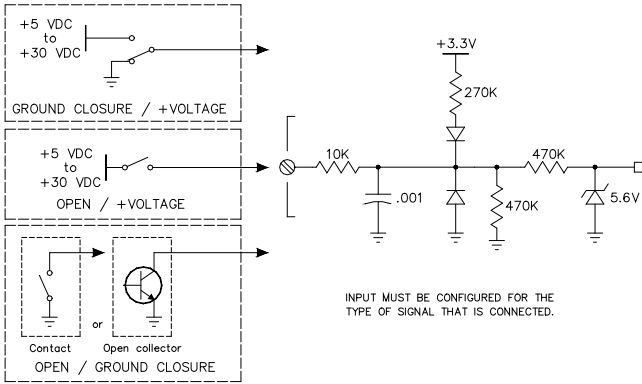 +5 VDC
to
+30 VDC
GROUND CLOSURE / +VOLTAGE
+5 VDC
to
+30 VDC
OPEN / +VOLTAGE
or
Contact
Open collector
OPEN / GROUND CLOSURE
+3.3V
270K
10K
470K
.001
470K
5.6V
INPUT MUST BE CONFIGURED FOR THE
TYPE OF SIGNAL THAT IS CONNECTED.